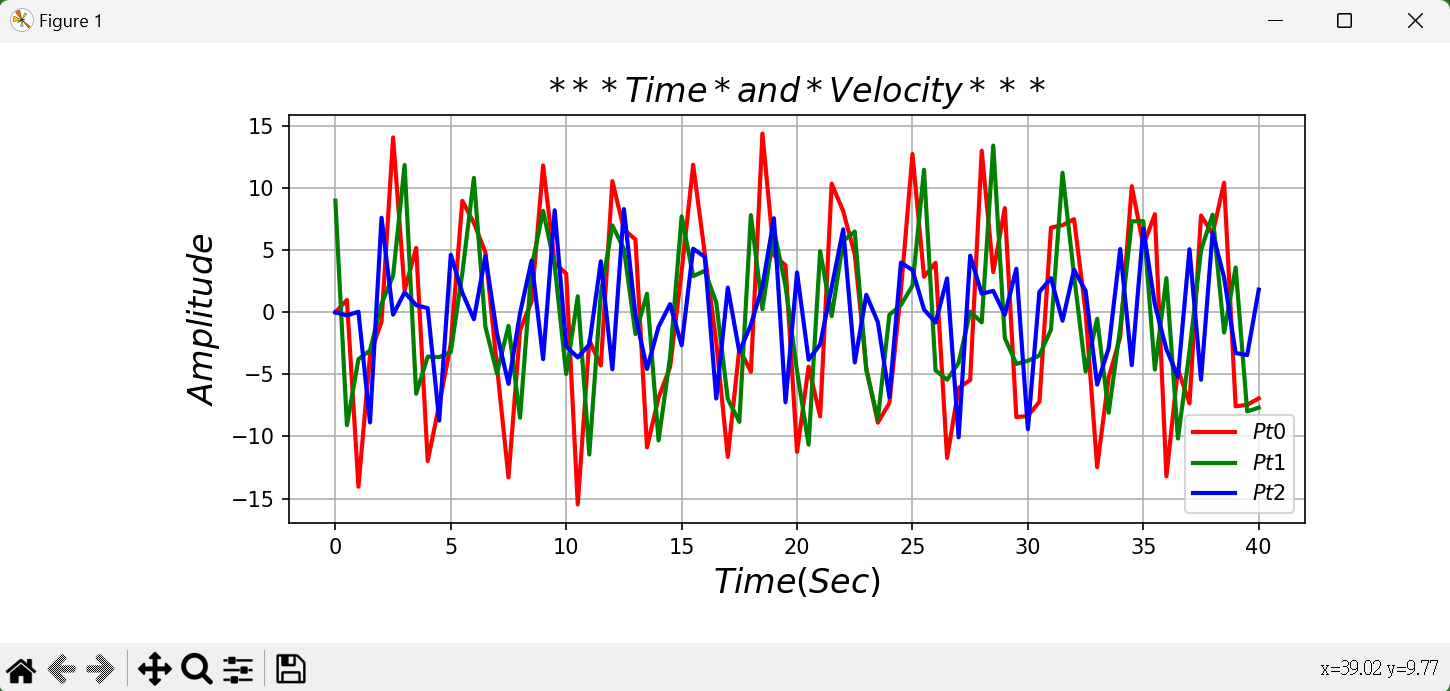 Figure 1
***Time*and*Velocity***
Amplitude
15
10
5
0
−5
−10
−15
Pt0
Pt1
Pt2
0 5 10 15 20 25 30 35 40
Time(Sec)
x=39.02 y=9.77